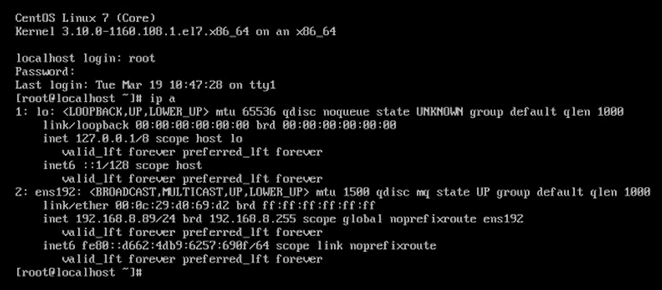 CentOS Linux 7 (Core)
Kernel 3.10.0-1160.108.1.el7.x86_64 on an x86_64
localhost login: root
Password:
Last login: Tue Mar 19 10:47:28 on tty1
[root@localhost ~]# ip a
1: lo: <LOOPBACK,UP,LOWER_UP> mtu 65536 qdisc noqueue state UNKNOWN group default qlen 1000
    link/loopback 00:00:00:00:00:00 brd 00:00:00:00:00:00
    inet 127.0.0.1/8 scope host lo
       valid_lft forever preferred_lft forever
    inet6 ::1/128 scope host
       valid_lft forever preferred_lft forever
2: ens192: <BROADCAST,MULTICAST,UP,LOWER_UP> mtu 1500 qdisc mq state UP group default qlen 1000
    link/ether 00:0c:29:d0:69:d2 brd ff:ff:ff:ff:ff:ff
    inet 192.168.8.89/24 brd 192.168.8.255 scope global noprefixroute ens192
       valid_lft forever preferred_lft forever
    inet6 fe80::d662:4db9:6257:690f/64 scope link noprefixroute
       valid_lft forever preferred_lft forever
[root@localhost ~]#